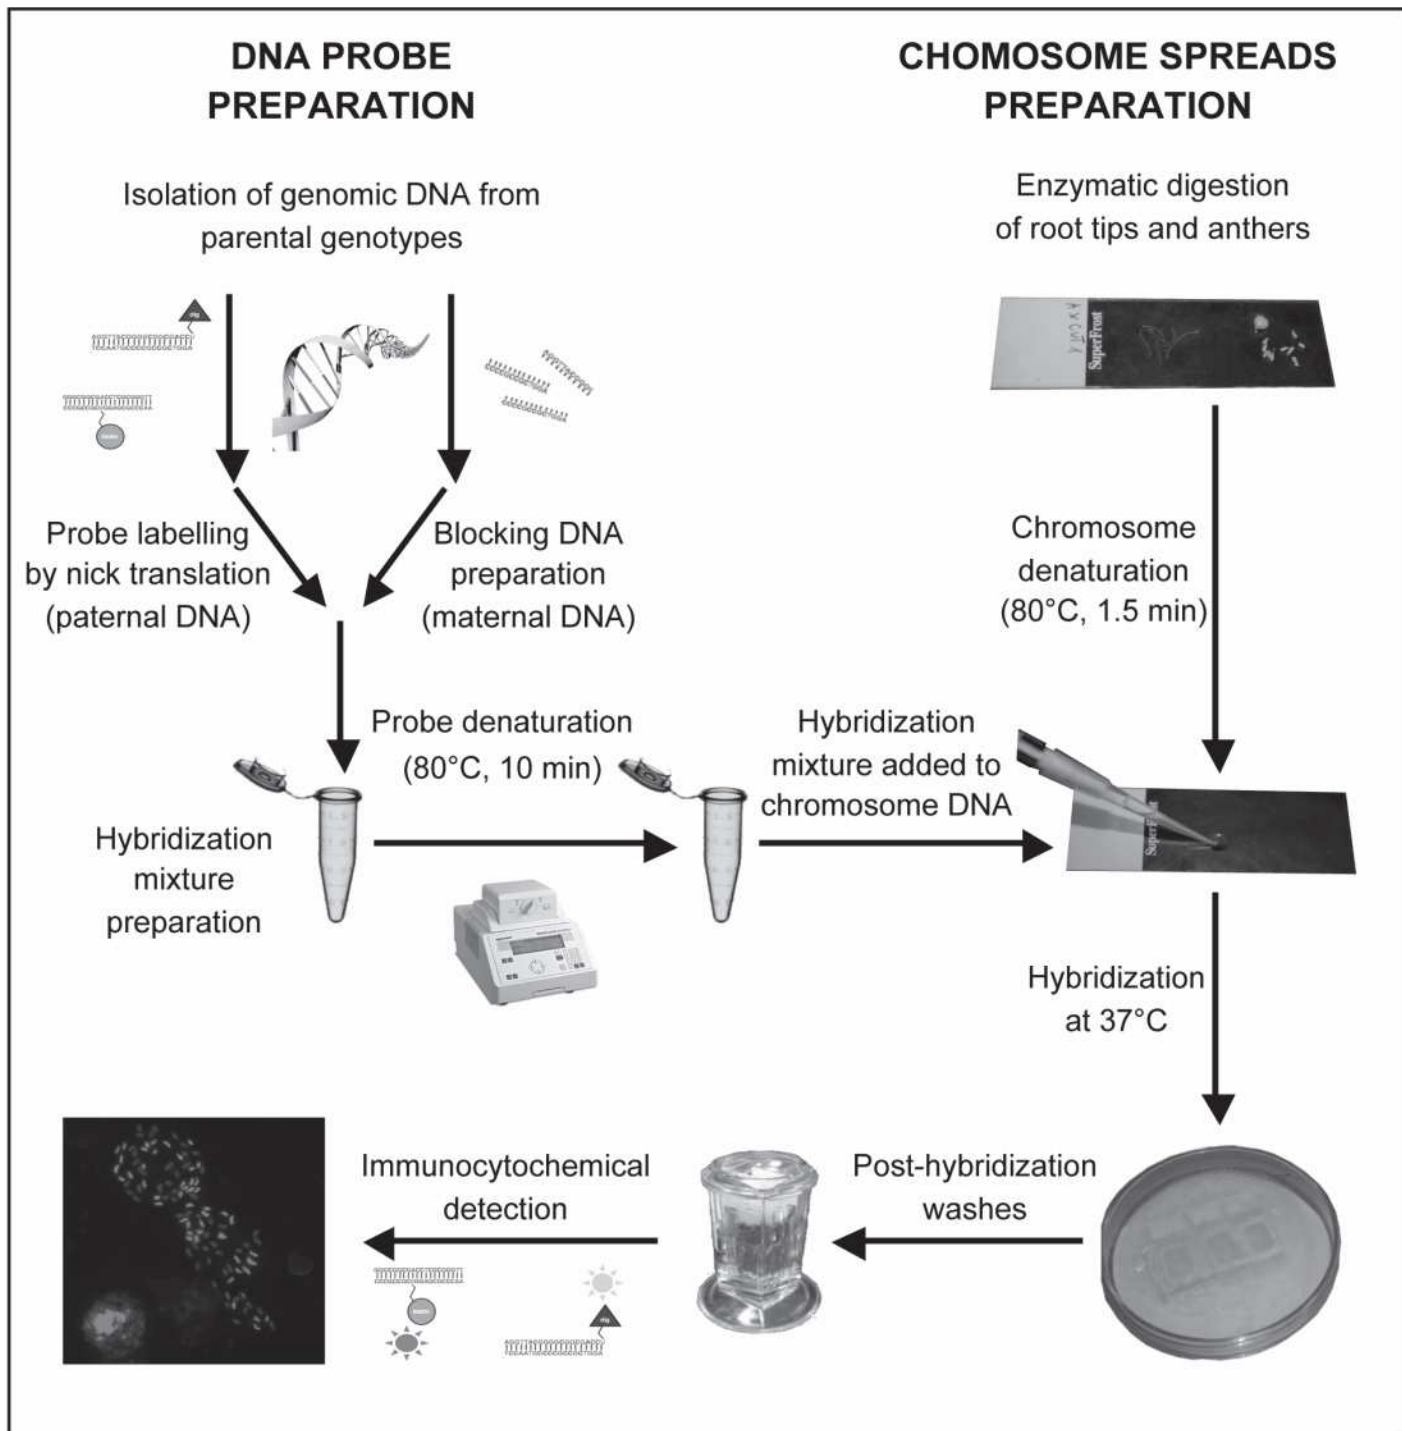 DNA PROBE
PREPARATION
CHOMOSOME SPREADS
PREPARATION
Isolation of genomic DNA from
parental genotypes
Enzymatic digestion
of root tips and anthers
dig
SuperFrost
Probe labelling
by nick translation
(paternal DNA)
Blocking DNA
preparation
(maternal DNA)
Chromosome
denaturation
(80°C, 1.5 min)
Probe denaturation
(80°C, 10 min)
Hybridization
mixture added to
chromosome DNA
SuperFrost
Hybridization
mixture
preparation
Hybridization
at 37°C
Immunocytochemical
detection
Post-hybridization
washes
dig